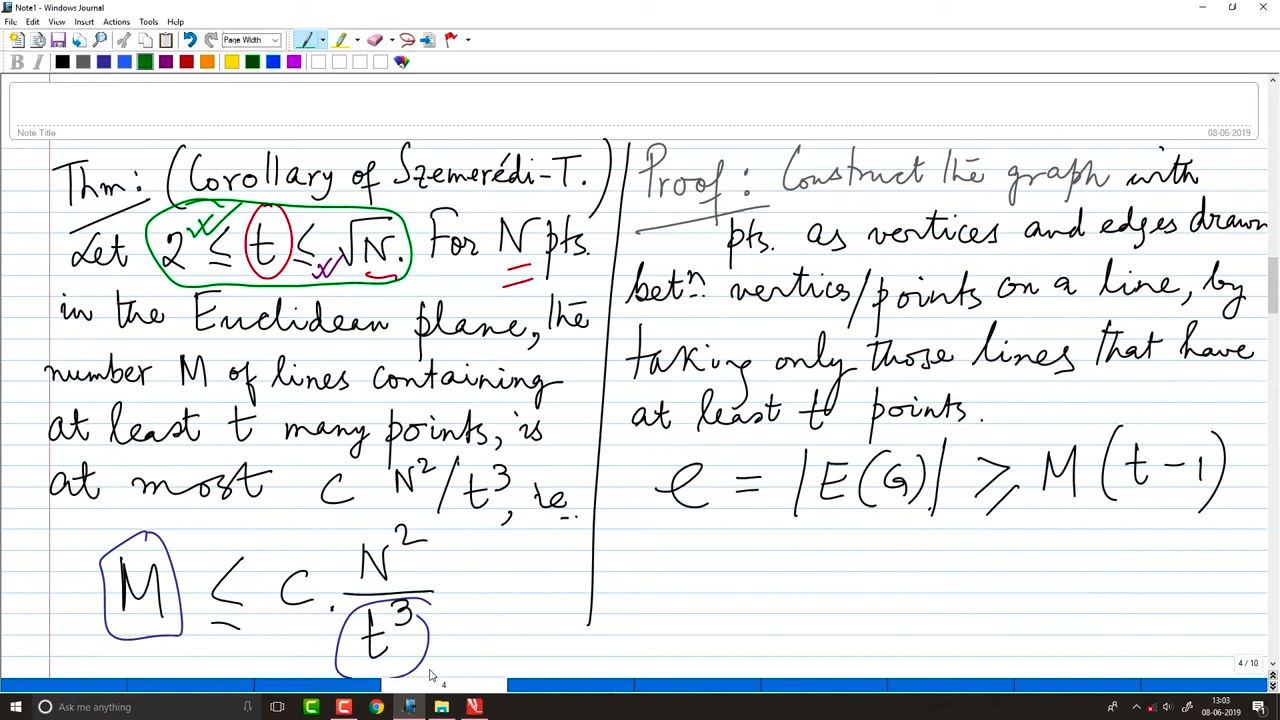 Note1 - Windows Journal
File Edit View Insert Actions Tools Help
Page Width
Note Title
08-06-2019
Thm: (Corollary of Szemerédi-T.)
Let 2 ≤ t ≤ √N. For N pts.
in the Euclidean plane, the
number M of lines containing
at least t many points, is
at most C N²/t³, ie.
M ≤ C. N²/t³
Proof: Construct the graph with
pts. as vertices and edges drawn
betⁿ vertices/points on a line, by
taking only those lines that have
at least t points.
e = |E(G)| ≥ M(t-1)
4 / 10
4
Ask me anything
13:03
08-06-2019